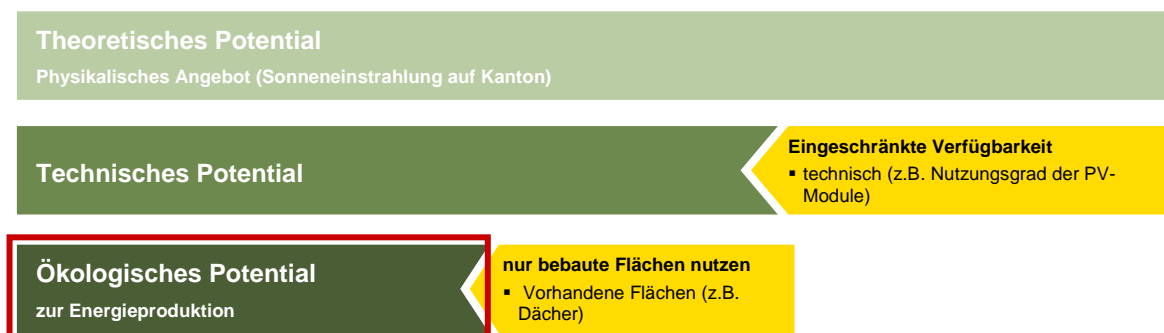 Theoretisches Potential
Physikalisches Angebot (Sonneneinstrahlung auf Kanton)
Technisches Potential
Eingeschränkte Verfügbarkeit
▪ technisch (z.B. Nutzungsgrad der PV-
Module)
Ökologisches Potential
zur Energieproduktion
nur bebaute Flächen nutzen
▪ Vorhandene Flächen (z.B.
Dächer)